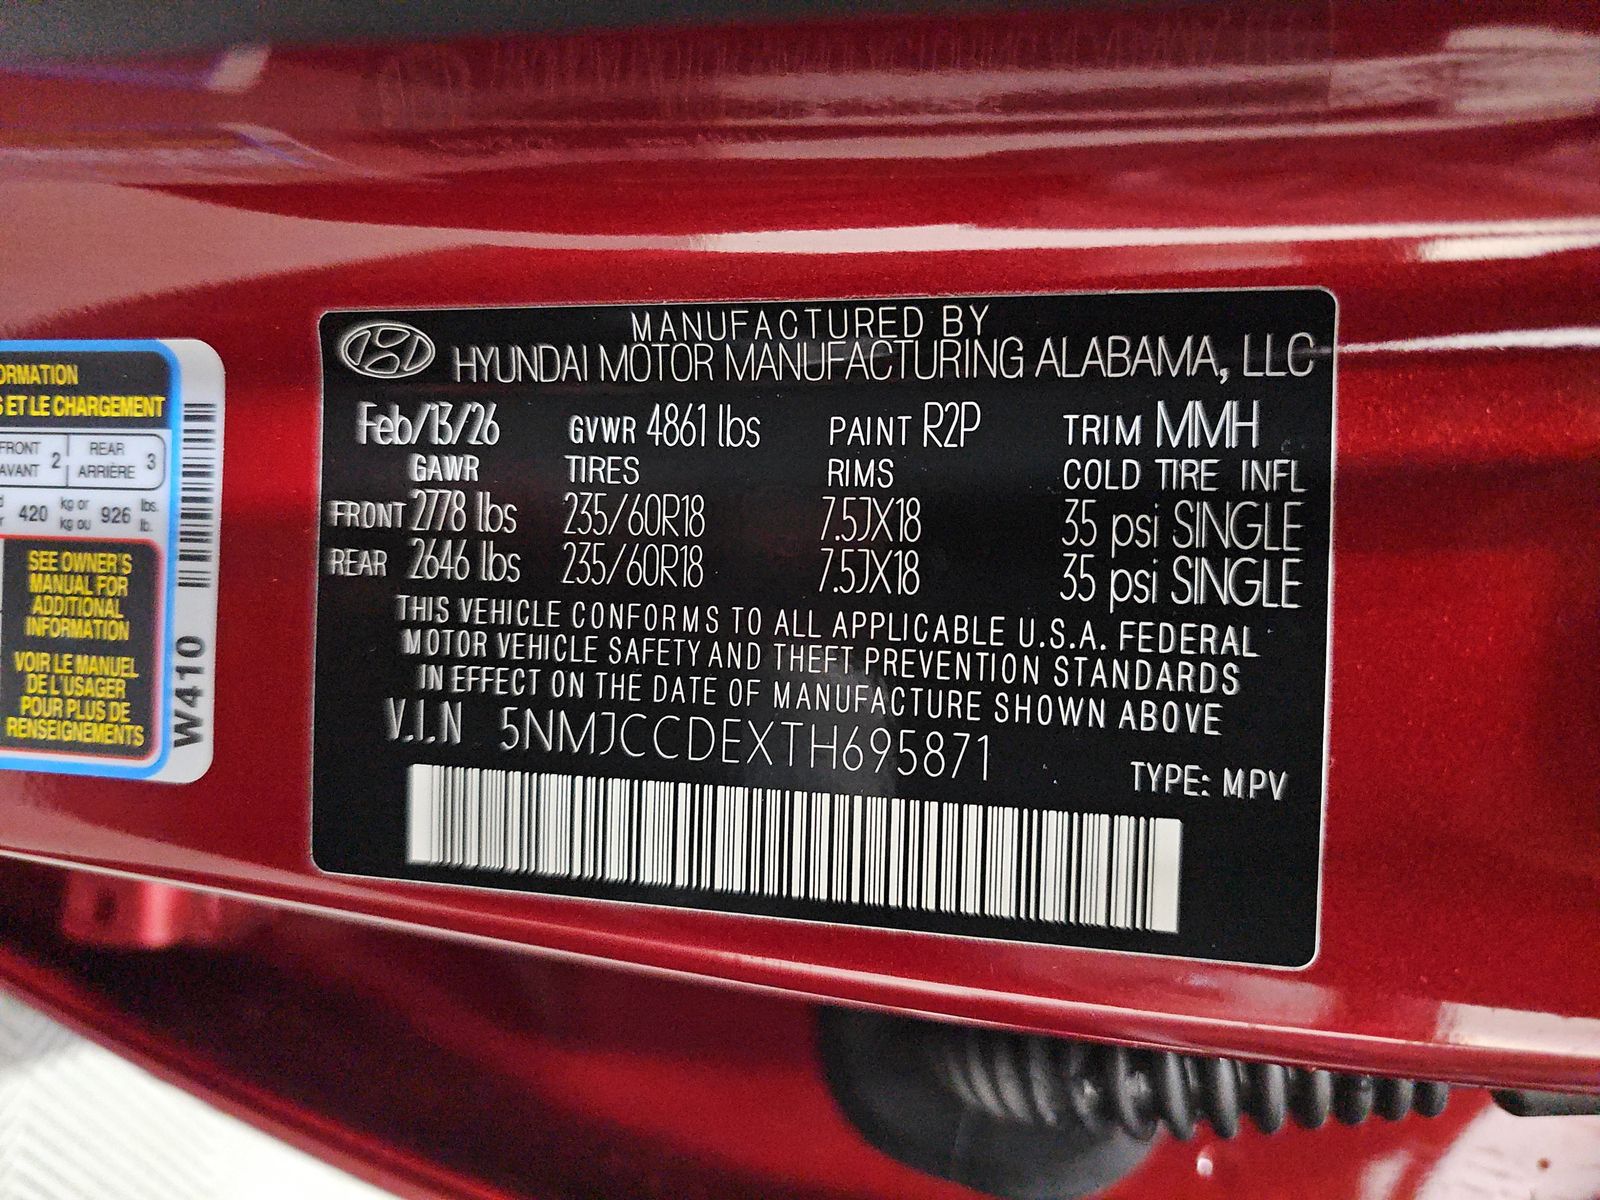 MANUFACTURED BY
HYUNDAI MOTOR MANUFACTURING ALABAMA, LLC
Feb/13/26 GVWR 4861 lbs PAINT R2P TRIM MMH
GAWR TIRES RIMS COLD TIRE INFL
FRONT 2778 lbs 235/60R18 7.5JX18 35 psi SINGLE
REAR 2646 lbs 235/60R18 7.5JX18 35 psi SINGLE
THIS VEHICLE CONFORMS TO ALL APPLICABLE U.S.A. FEDERAL
MOTOR VEHICLE SAFETY AND THEFT PREVENTION STANDARDS
IN EFFECT ON THE DATE OF MANUFACTURE SHOWN ABOVE
V.I.N 5NMJCCDEXTH695871
TYPE: MPV
ORMATION
S ET LE CHARGEMENT
FRONT 2 REAR 3
AVANT ARRIÈRE
420 kg or 926 lbs.
kg ou lb.
SEE OWNER'S
MANUAL FOR
ADDITIONAL
INFORMATION
VOIR LE MANUEL
DE L'USAGER
POUR PLUS DE
RENSEIGNEMENTS
W410